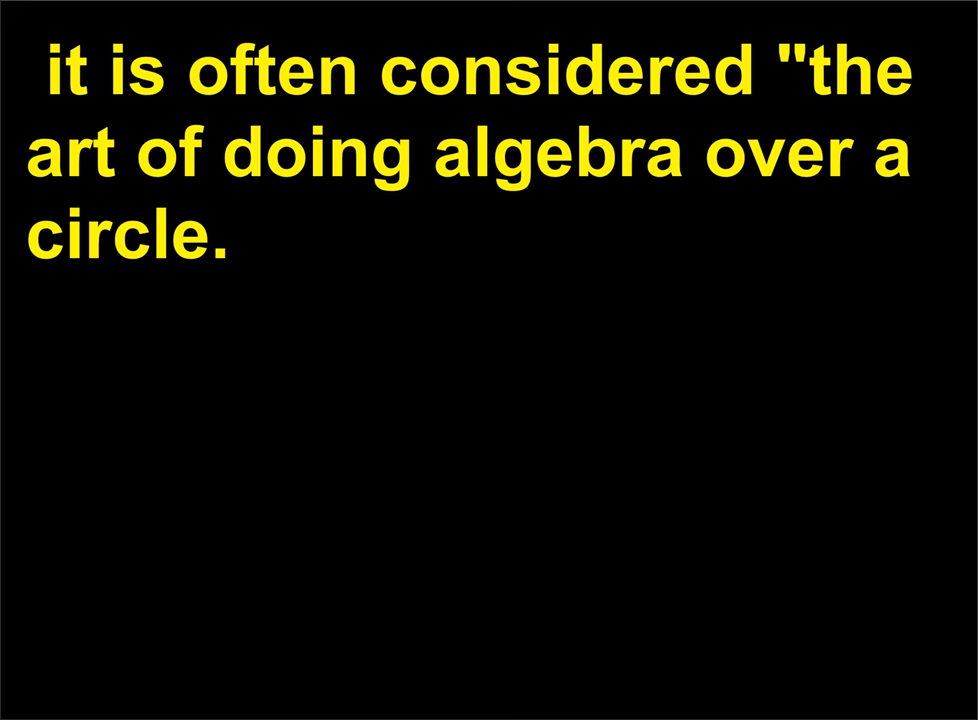 it is often considered "the
art of doing algebra over a
circle.